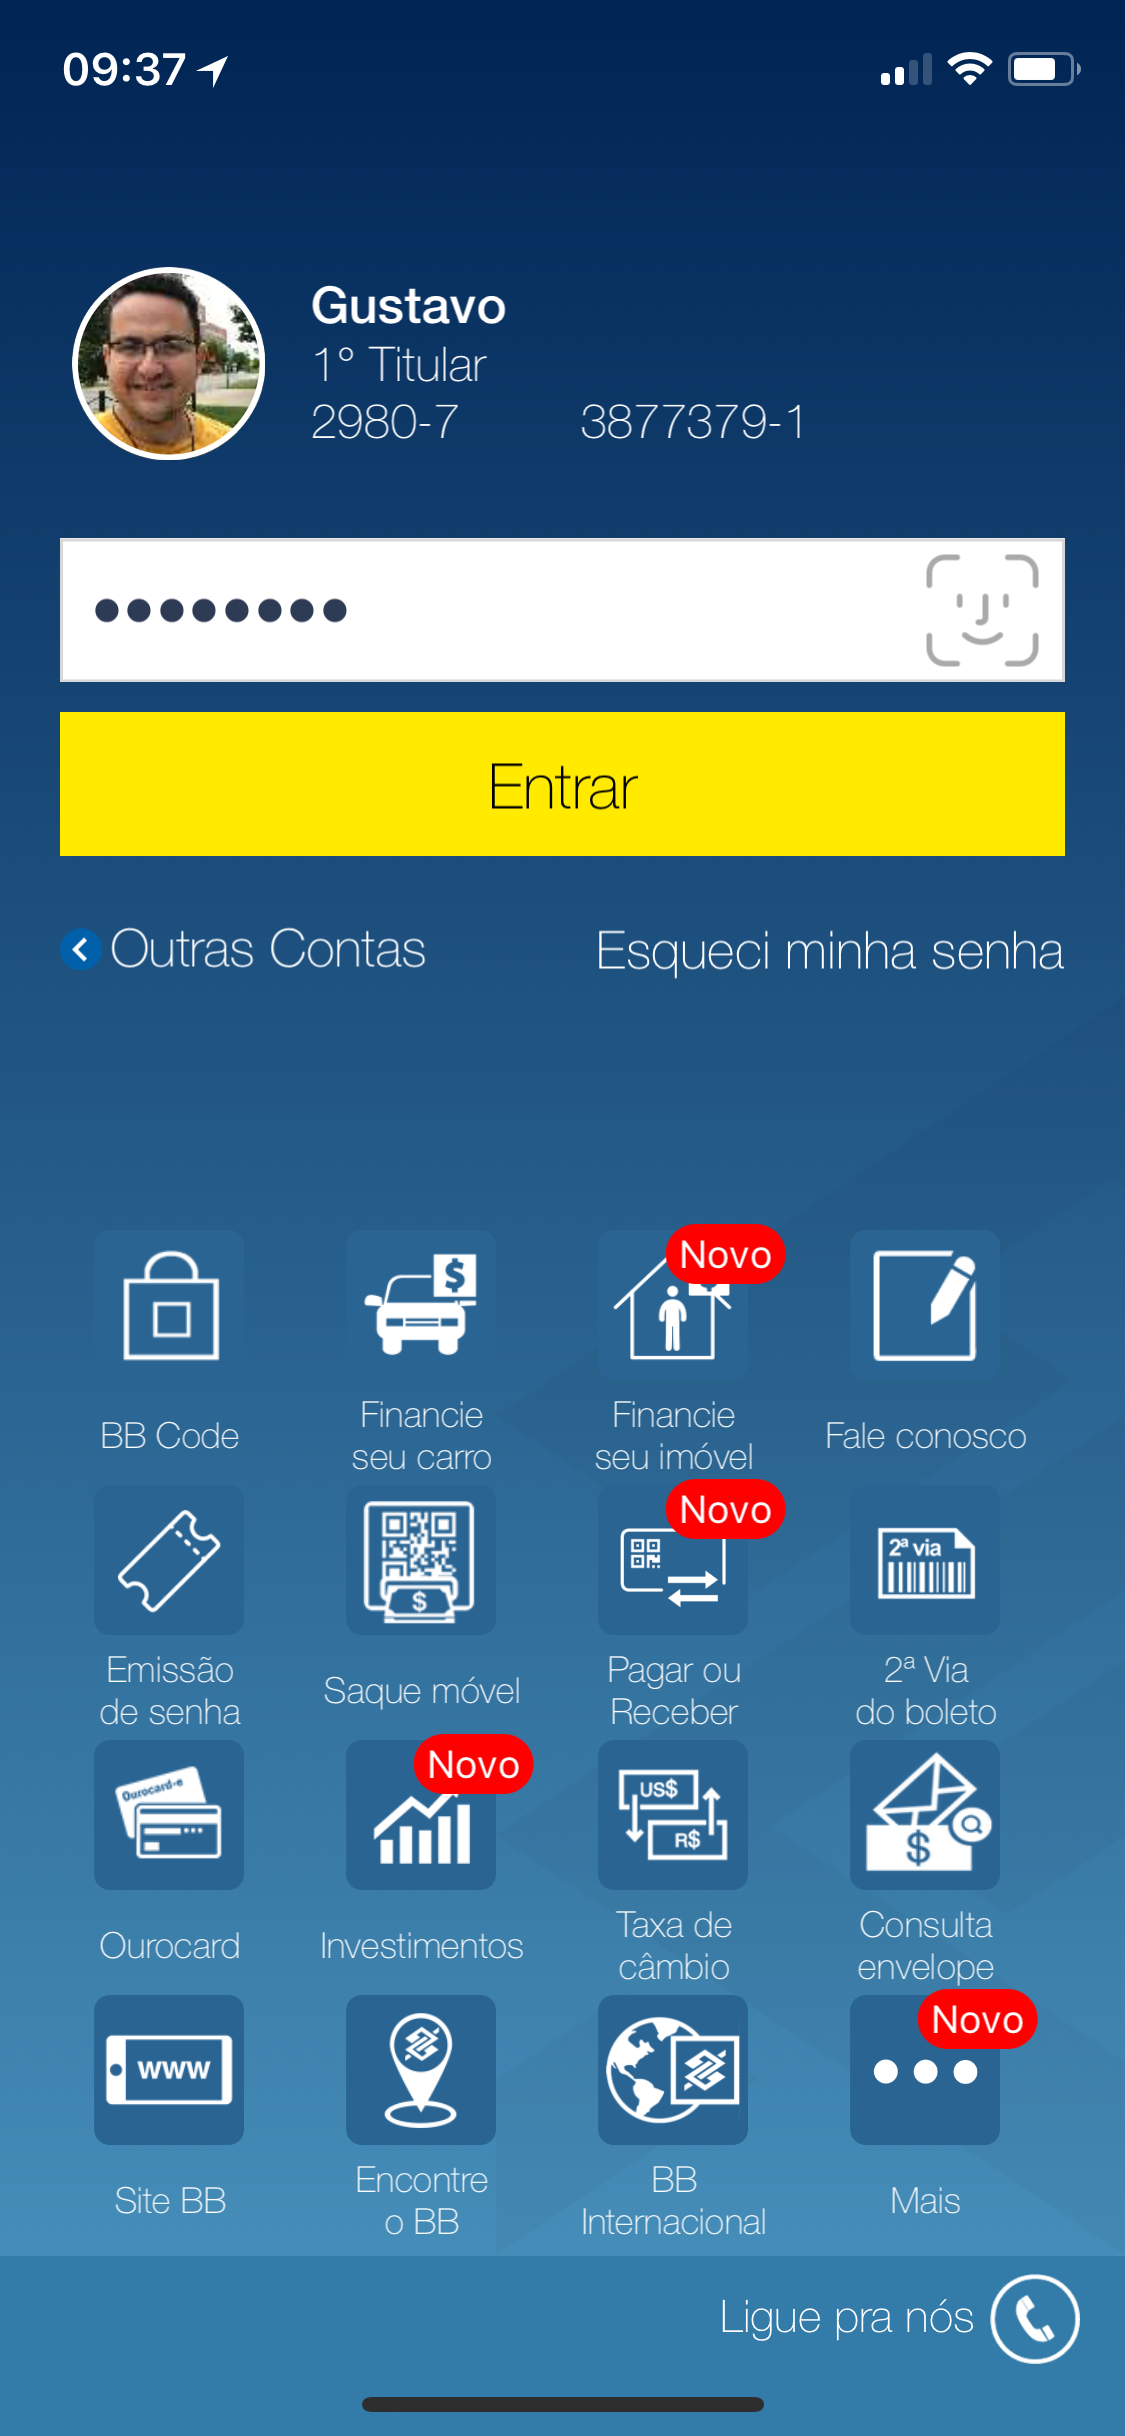 09:37
Gustavo
1° Titular
2980-7 3877379-1
••••••••
Entrar
Outras Contas Esqueci minha senha
BB Code
$
Financie
seu carro
Novo
Financie
seu imóvel
Fale conosco
Emissão
de senha
$
Saque móvel
Novo
Pagar ou
Receber
2ª via
2ª Via
do boleto
Ourocard-e
Ourocard
Novo
Investimentos
US$
R$
Taxa de
câmbio
$
Consulta
envelope
www
Site BB
Encontre
o BB
BB
Internacional
Novo
Mais
Ligue pra nós